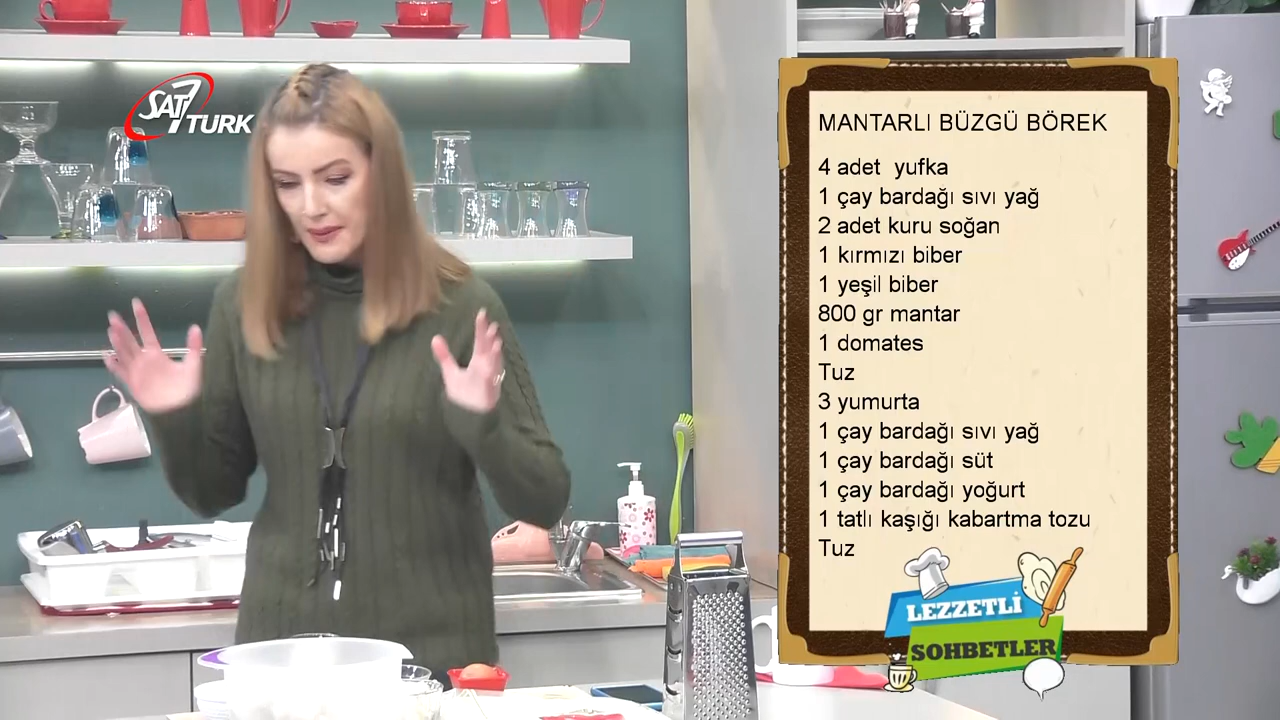 SAT 7 TURK
MANTARLI BÜZGÜ BÖREK
4 adet yufka
1 çay bardağı sıvı yağ
2 adet kuru soğan
1 kırmızı biber
1 yeşil biber
800 gr mantar
1 domates
Tuz
3 yumurta
1 çay bardağı sıvı yağ
1 çay bardağı süt
1 çay bardağı yoğurt
1 tatlı kaşığı kabartma tozu
Tuz
LEZZETLİ
SOHBETLER